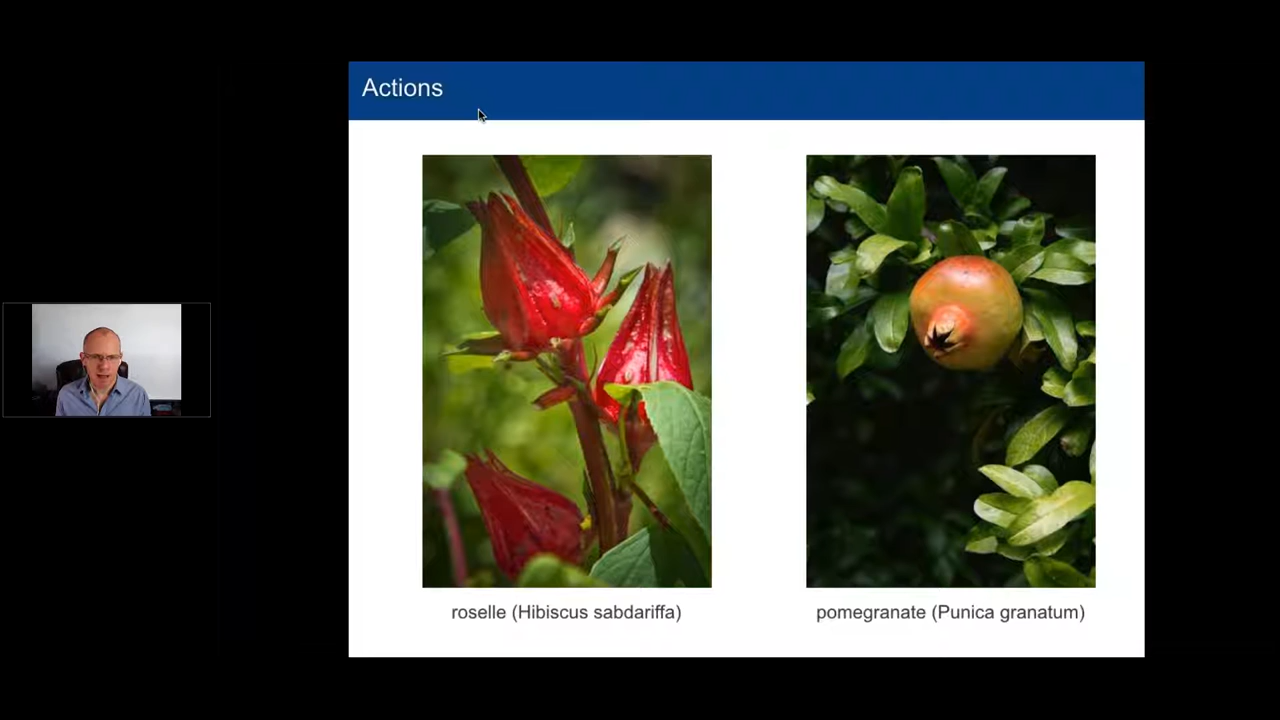 Actions
roselle (Hibiscus sabdariffa)
pomegranate (Punica granatum)